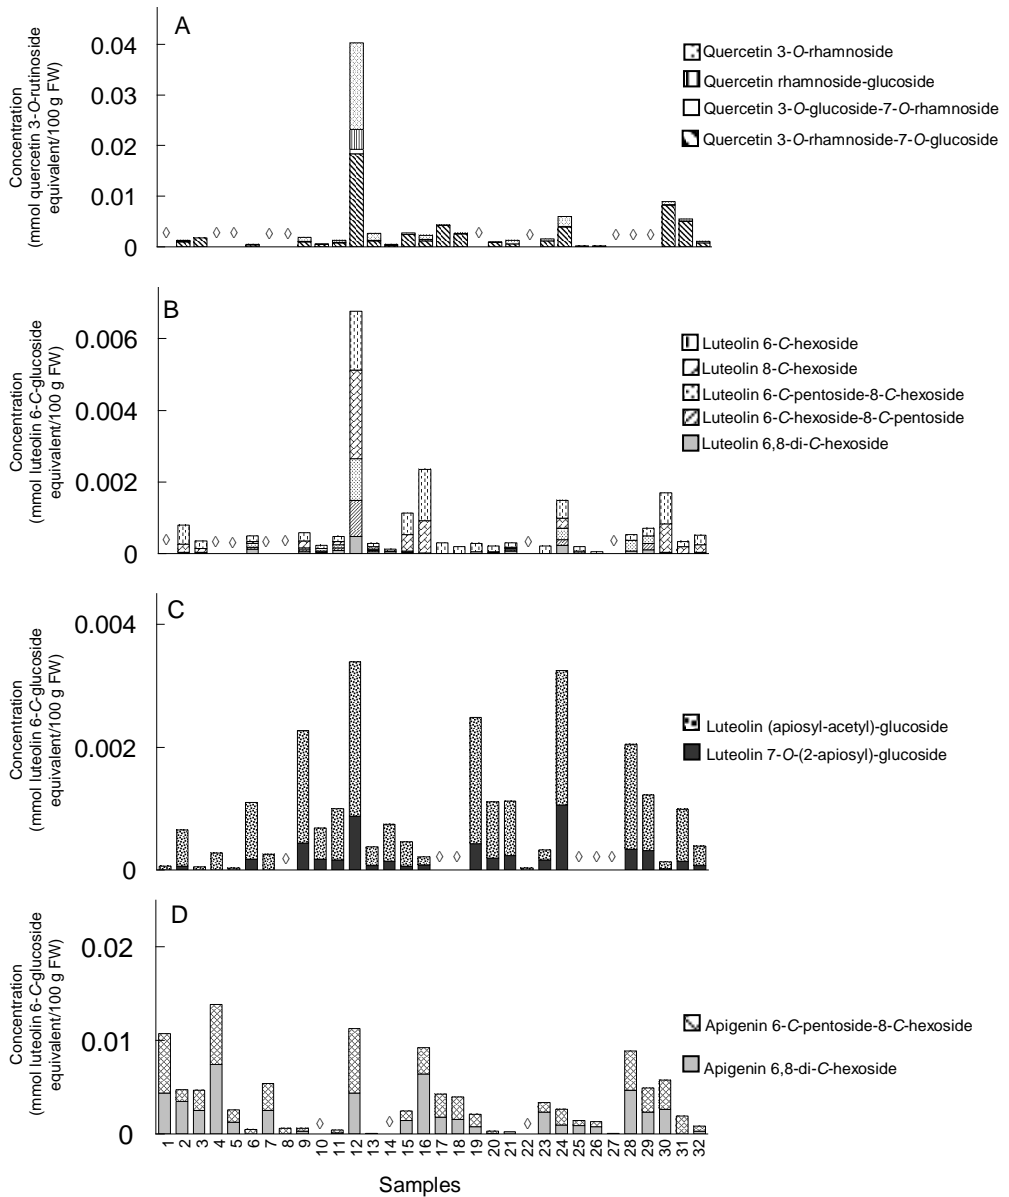 A
Concentration
(mmol quercetin 3-O-rutinoside
equivalent/100 g FW)
0.04
0.03
0.02
0.01
0
Quercetin 3-O-rhamnoside
Quercetin rhamnoside-glucoside
Quercetin 3-O-glucoside-7-O-rhamnoside
Quercetin 3-O-rhamnoside-7-O-glucoside
B
Concentration
(mmol luteolin 6-C-glucoside
equivalent/100 g FW)
0.006
0.004
0.002
0
Luteolin 6-C-hexoside
Luteolin 8-C-hexoside
Luteolin 6-C-pentoside-8-C-hexoside
Luteolin 6-C-hexoside-8-C-pentoside
Luteolin 6,8-di-C-hexoside
C
Concentration
(mmol luteolin 6-C-glucoside
equivalent/100 g FW)
0.004
0.002
0
Luteolin (apiosyl-acetyl)-glucoside
Luteolin 7-O-(2-apiosyl)-glucoside
D
Concentration
(mmol luteolin 6-C-glucoside
equivalent/100 g FW)
0.02
0.01
0
Apigenin 6-C-pentoside-8-C-hexoside
Apigenin 6,8-di-C-hexoside
1 2 3 4 5 6 7 8 9 10 11 12 13 14 15 16 17 18 19 20 21 22 23 24 25 26 27 28 29 30 31 32
Samples